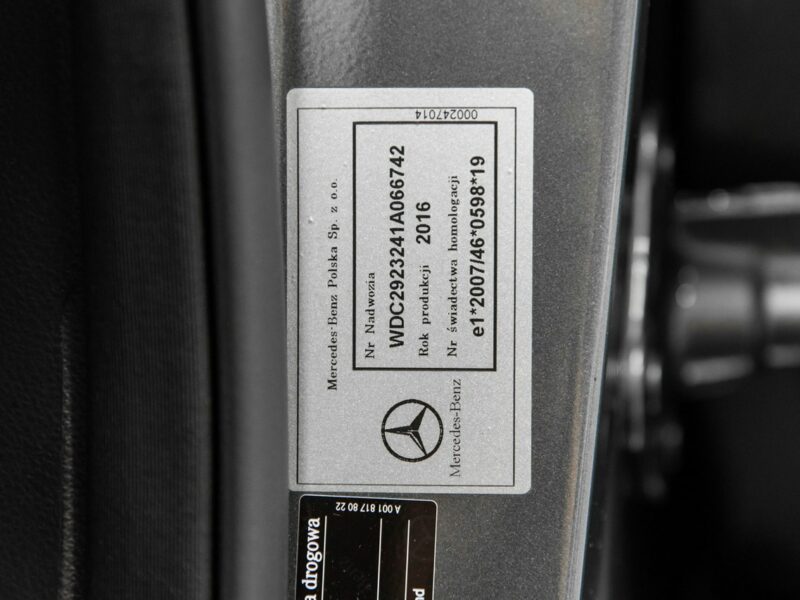 000247014
Mercedes-Benz Polska Sp. z o.o.
Nr Nadwozia
WDC2923241A066742
Rok produkcji 2016
Nr świadectwa homologacji
e1*2007/46*0598*19
Mercedes-Benz
A 001 817 80 22
drogowa